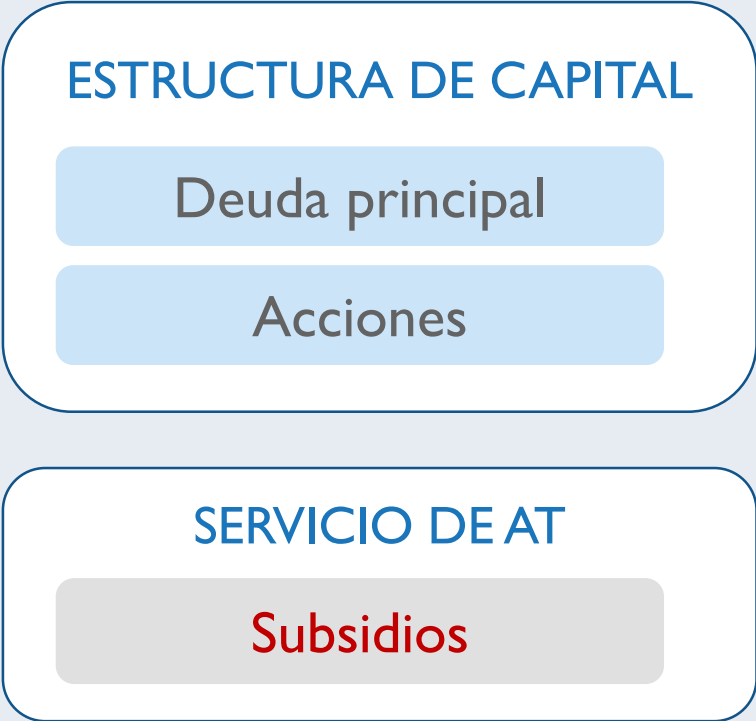 ESTRUCTURA DE CAPITAL
Deuda principal
Acciones
SERVICIO DE AT
Subsidios